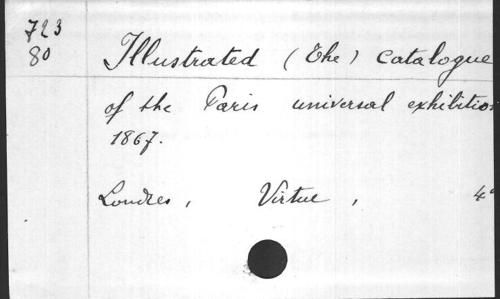 723
80
Illustrated (The) Catalogue
of the Paris universal exhibition
1867.
Londres, Virtue, 4°